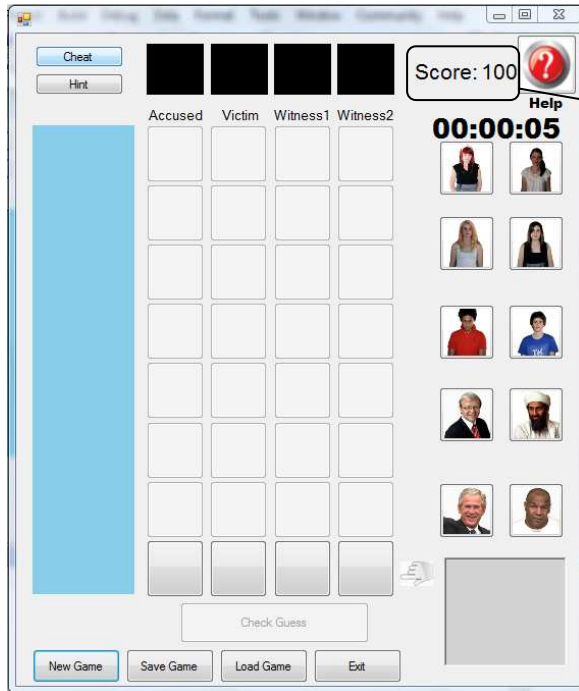 Cheat
Hint
Score: 100
Help
00:00:05
Accused Victim Witness1 Witness2
Check Guess
New Game Save Game Load Game Exit